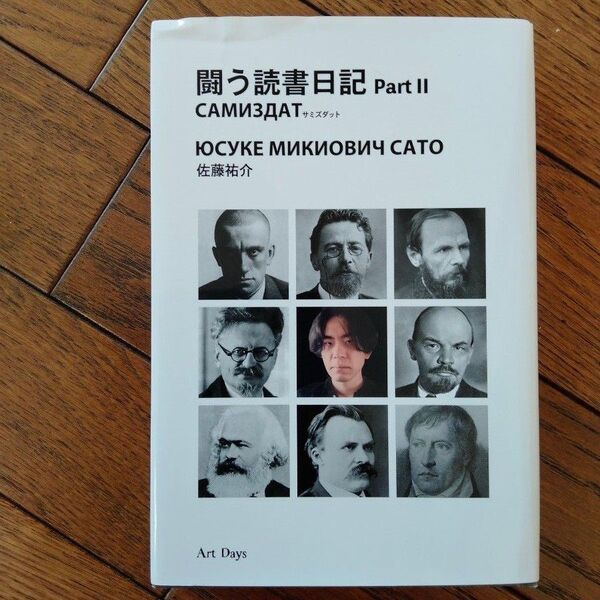 闘う読書日記 Part II
САМИЗДАТ サミズダット
ЮСУКЕ МИКИОВИЧ САТО
佐藤祐介
Art Days